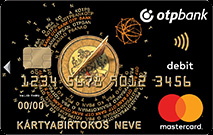 otpbank
debit
1234 5678 9012 3456
00/00
KÁRTYABIRTOKOS NEVE
mastercard